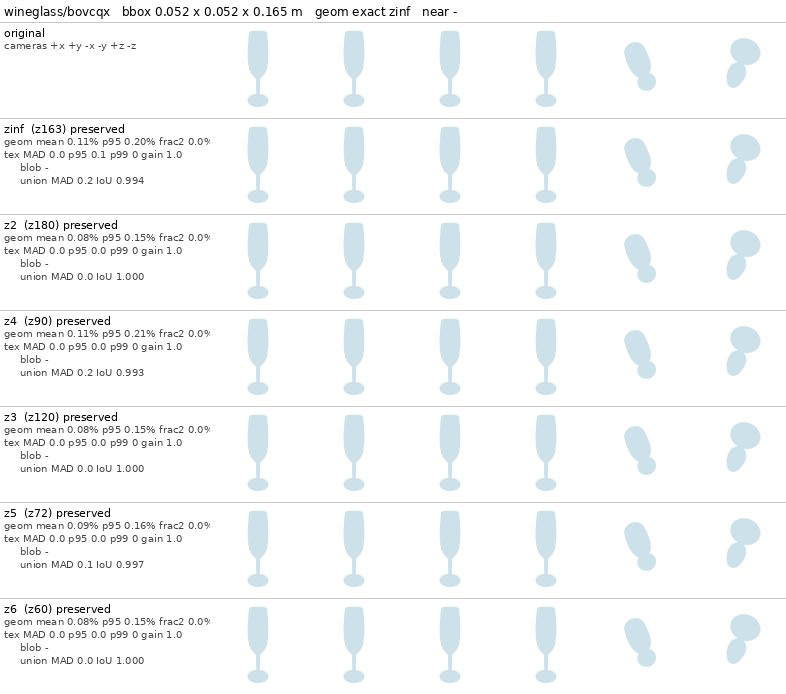 wineglass/bovcqx   bbox 0.052 x 0.052 x 0.165 m   geom exact zinf   near -
original
cameras +x +y -x -y +z -z
zinf  (z163) preserved
geom mean 0.11% p95 0.20% frac2 0.0%
tex MAD 0.0 p95 0.1 p99 0 gain 1.0
blob -
union MAD 0.2 IoU 0.994
z2  (z180) preserved
geom mean 0.08% p95 0.15% frac2 0.0%
tex MAD 0.0 p95 0.0 p99 0 gain 1.0
blob -
union MAD 0.0 IoU 1.000
z4  (z90) preserved
geom mean 0.11% p95 0.21% frac2 0.0%
tex MAD 0.0 p95 0.0 p99 0 gain 1.0
blob -
union MAD 0.2 IoU 0.993
z3  (z120) preserved
geom mean 0.08% p95 0.15% frac2 0.0%
tex MAD 0.0 p95 0.0 p99 0 gain 1.0
blob -
union MAD 0.0 IoU 1.000
z5  (z72) preserved
geom mean 0.09% p95 0.16% frac2 0.0%
tex MAD 0.0 p95 0.0 p99 0 gain 1.0
blob -
union MAD 0.1 IoU 0.997
z6  (z60) preserved
geom mean 0.08% p95 0.15% frac2 0.0%
tex MAD 0.0 p95 0.0 p99 0 gain 1.0
blob -
union MAD 0.0 IoU 1.000